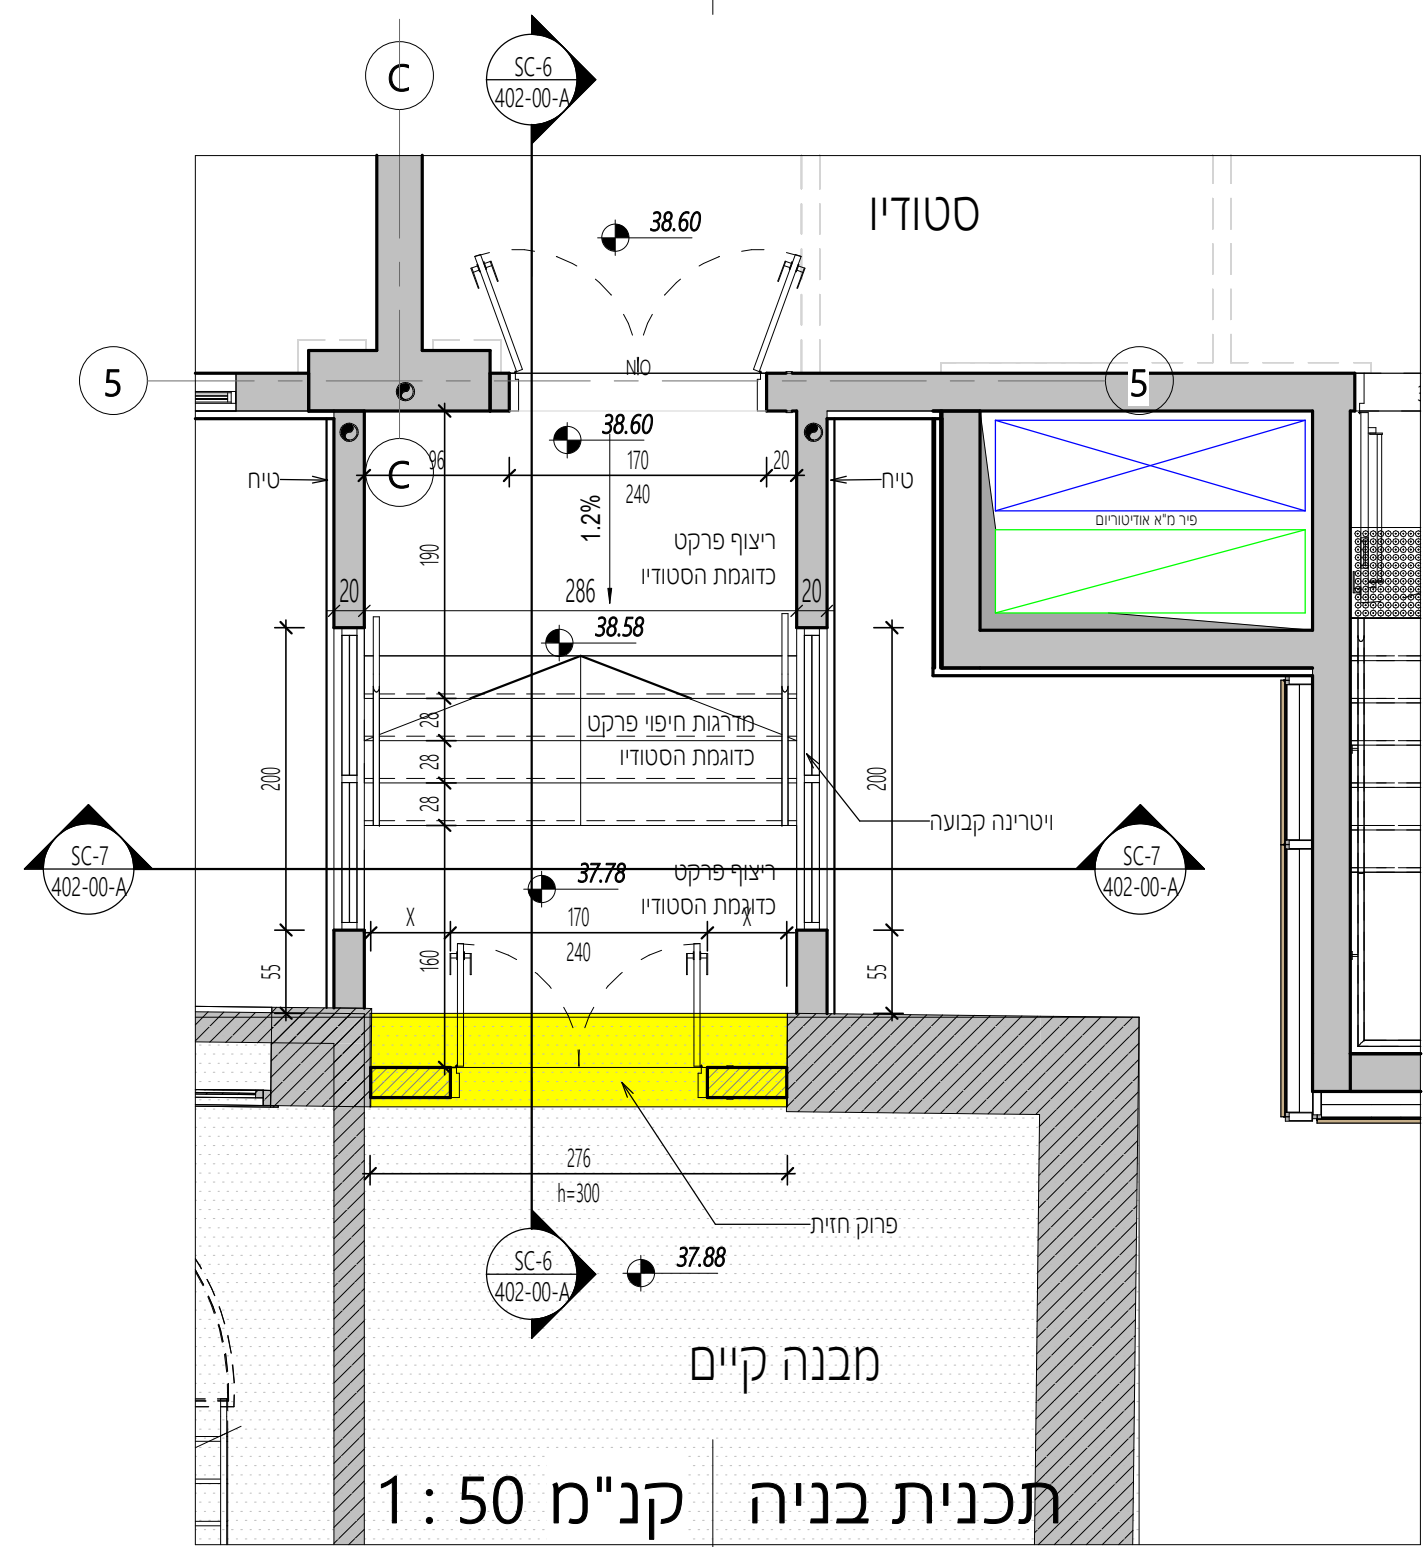 SC-6
402-00-A
C
סטודיו
38.60
5
5
N|O
38.60
C
96
170
20
240
טיח
טיח
1.2%
פיר מ"א אודיטוריום
ריצוף פרקט
כדוגמת הסטודיו
190
20
286
20
38.58
מדרגות חיפוי פרקט
כדוגמת הסטודיו
28
28
28
200
200
ויטרינה קבועה
SC-7
402-00-A
SC-7
402-00-A
37.78
ריצוף פרקט
כדוגמת הסטודיו
X
170
X
240
160
55
55
276
h=300
פרוק חזית
SC-6
402-00-A
37.88
מבנה קיים
תכנית בניה קנ"מ 50 : 1